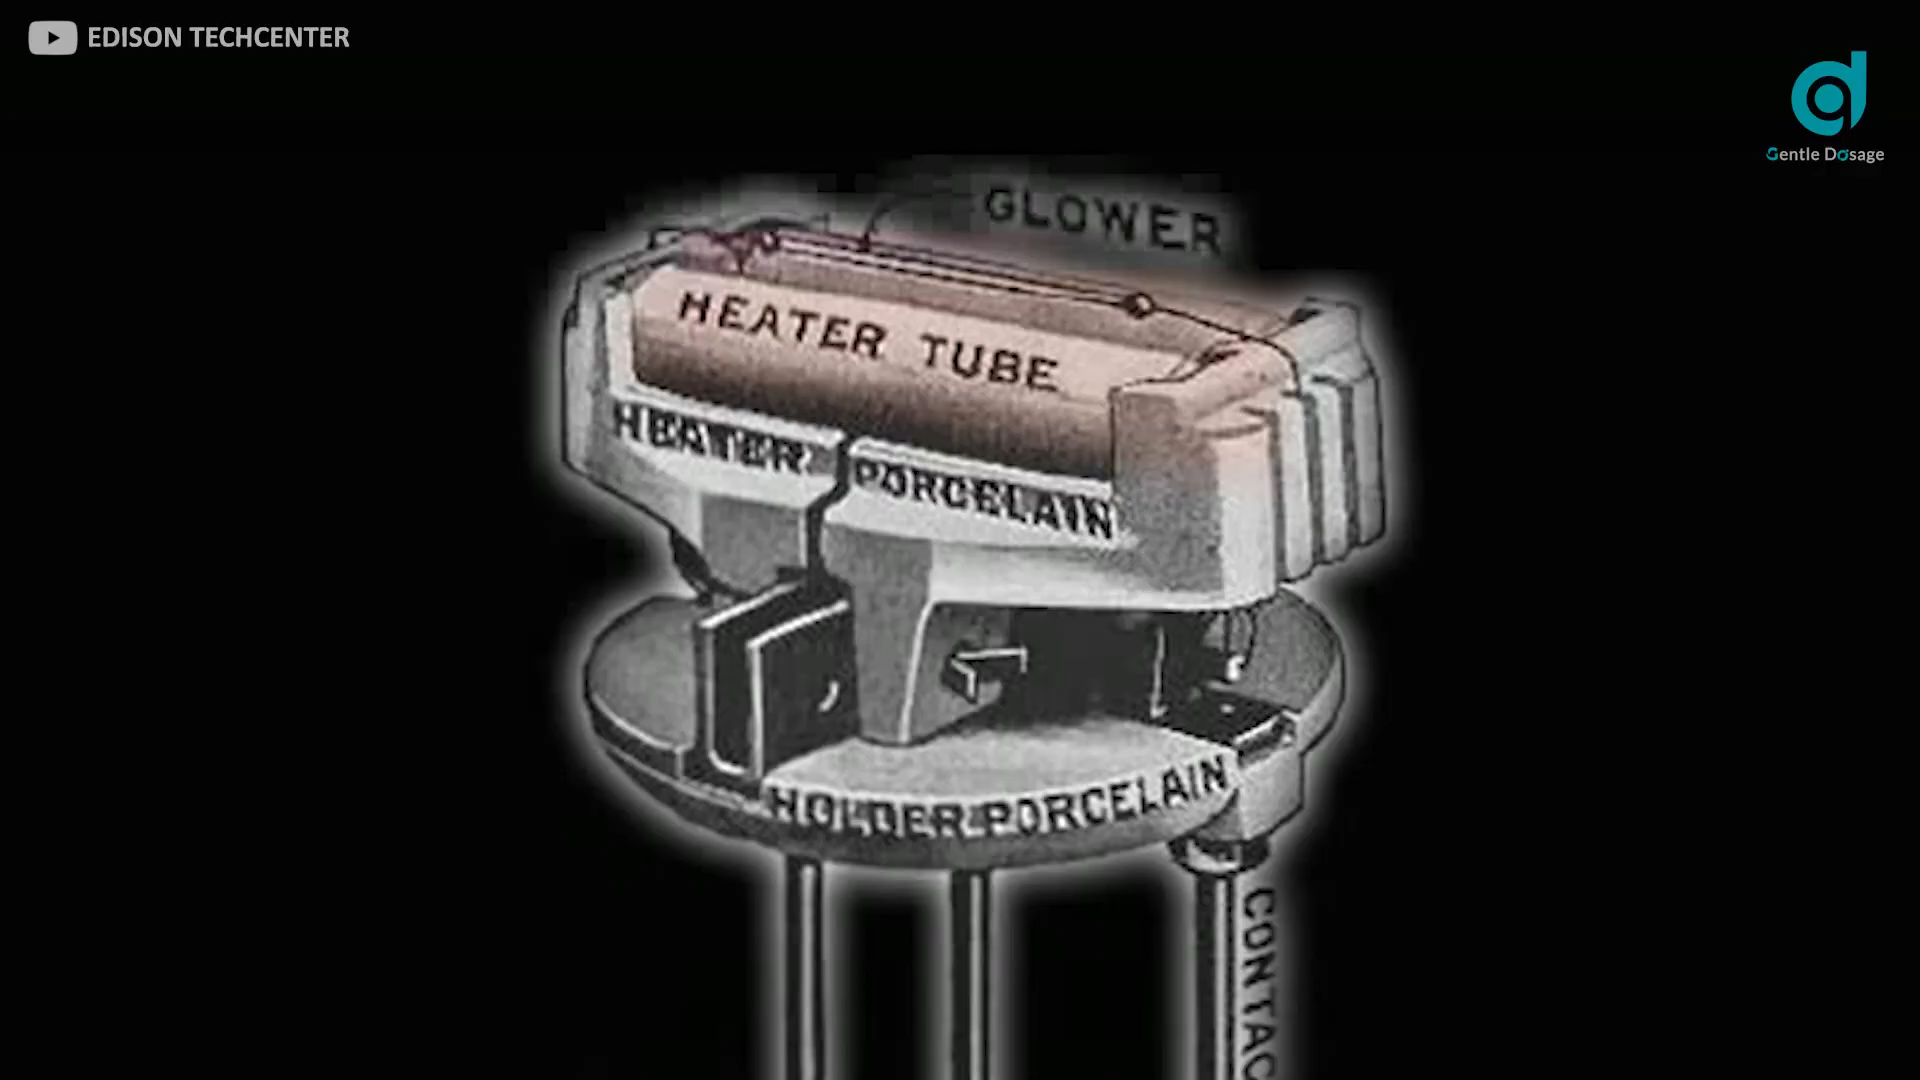 EDISON TECHCENTER
Gentle Dosage
GLOWER
HEATER TUBE
HEATER PORCELAIN
HOLDER PORCELAIN
CONTAC